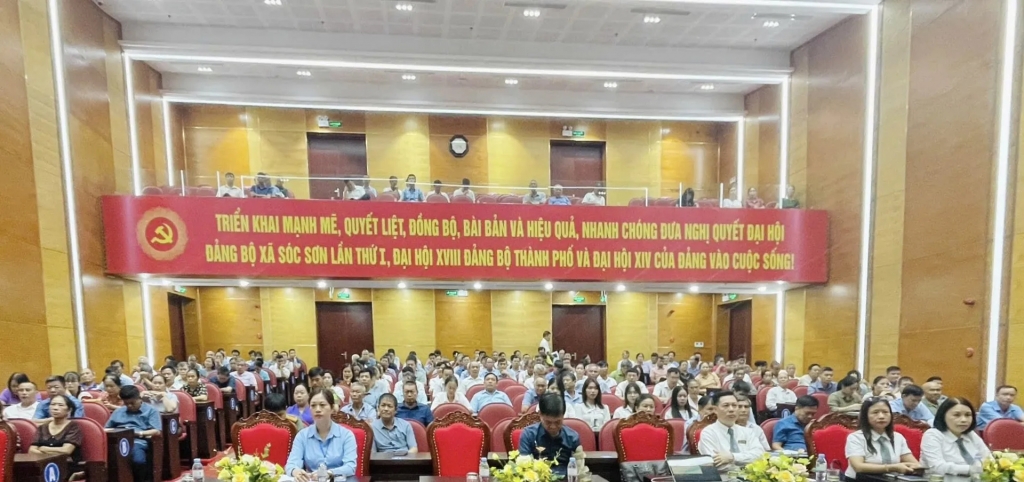 TRIỂN KHAI MẠNH MẼ, QUYẾT LIỆT, ĐỒNG BỘ, BÀI BẢN VÀ HIỆU QUẢ, NHANH CHÓNG ĐƯA NGHỊ QUYẾT ĐẠI HỘI
ĐẢNG BỘ XÃ SÓC SƠN LẦN THỨ I, ĐẠI HỘI XVIII ĐẢNG BỘ THÀNH PHỐ VÀ ĐẠI HỘI XIV CỦA ĐẢNG VÀO CUỘC SỐNG!